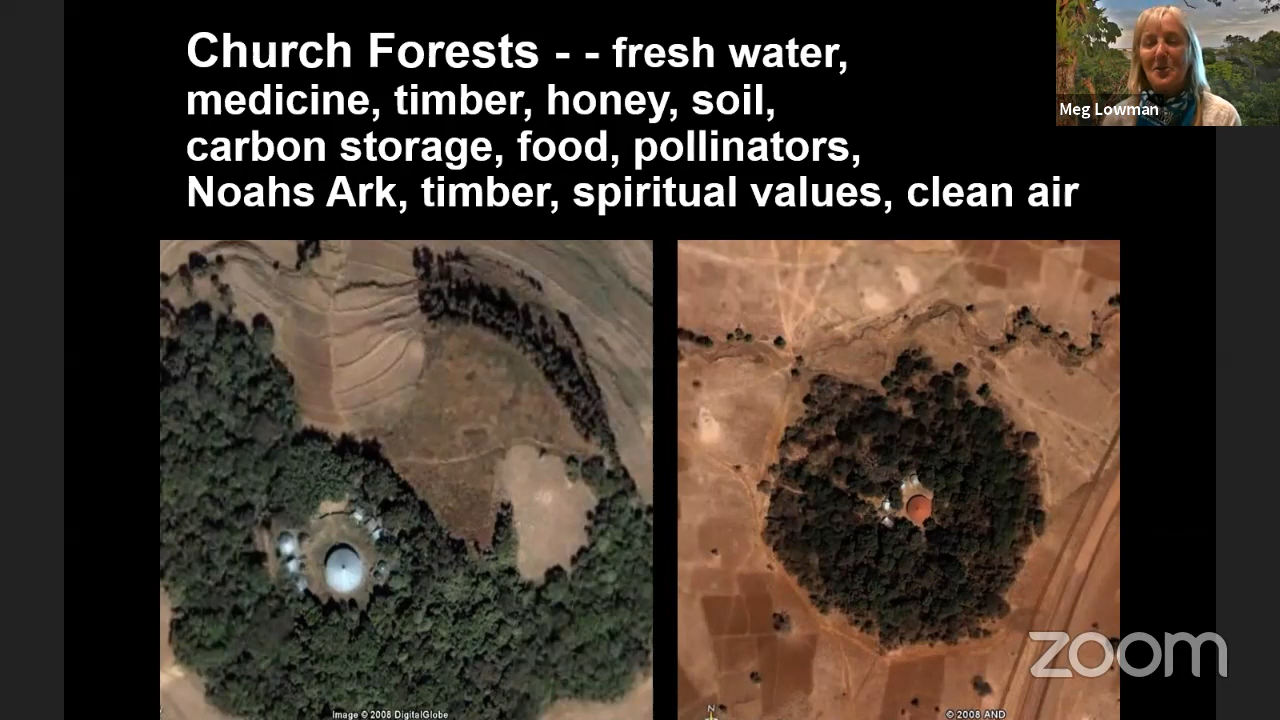 Church Forests - - fresh water,
medicine, timber, honey, soil,
carbon storage, food, pollinators,
Noahs Ark, timber, spiritual values, clean air
Meg Lowman
Image © 2008 DigitalGlobe
N
© 2008 AND
zoom